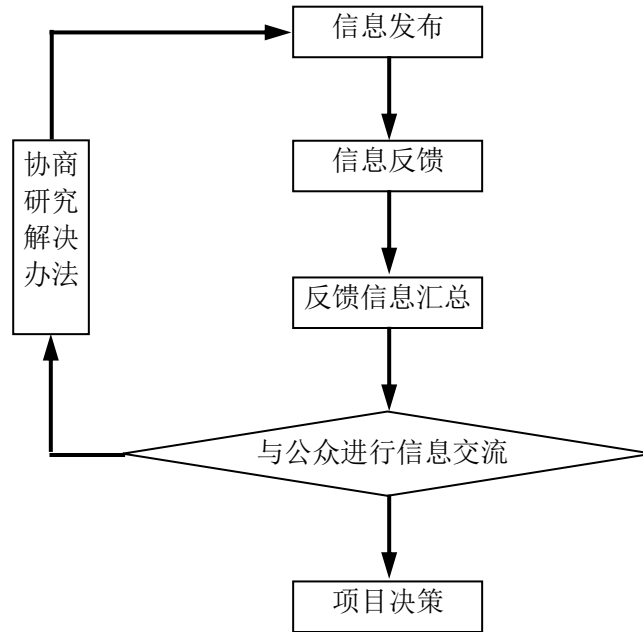 信息发布
信息反馈
协商
研究
解决
办法
反馈信息汇总
与公众进行信息交流
项目决策